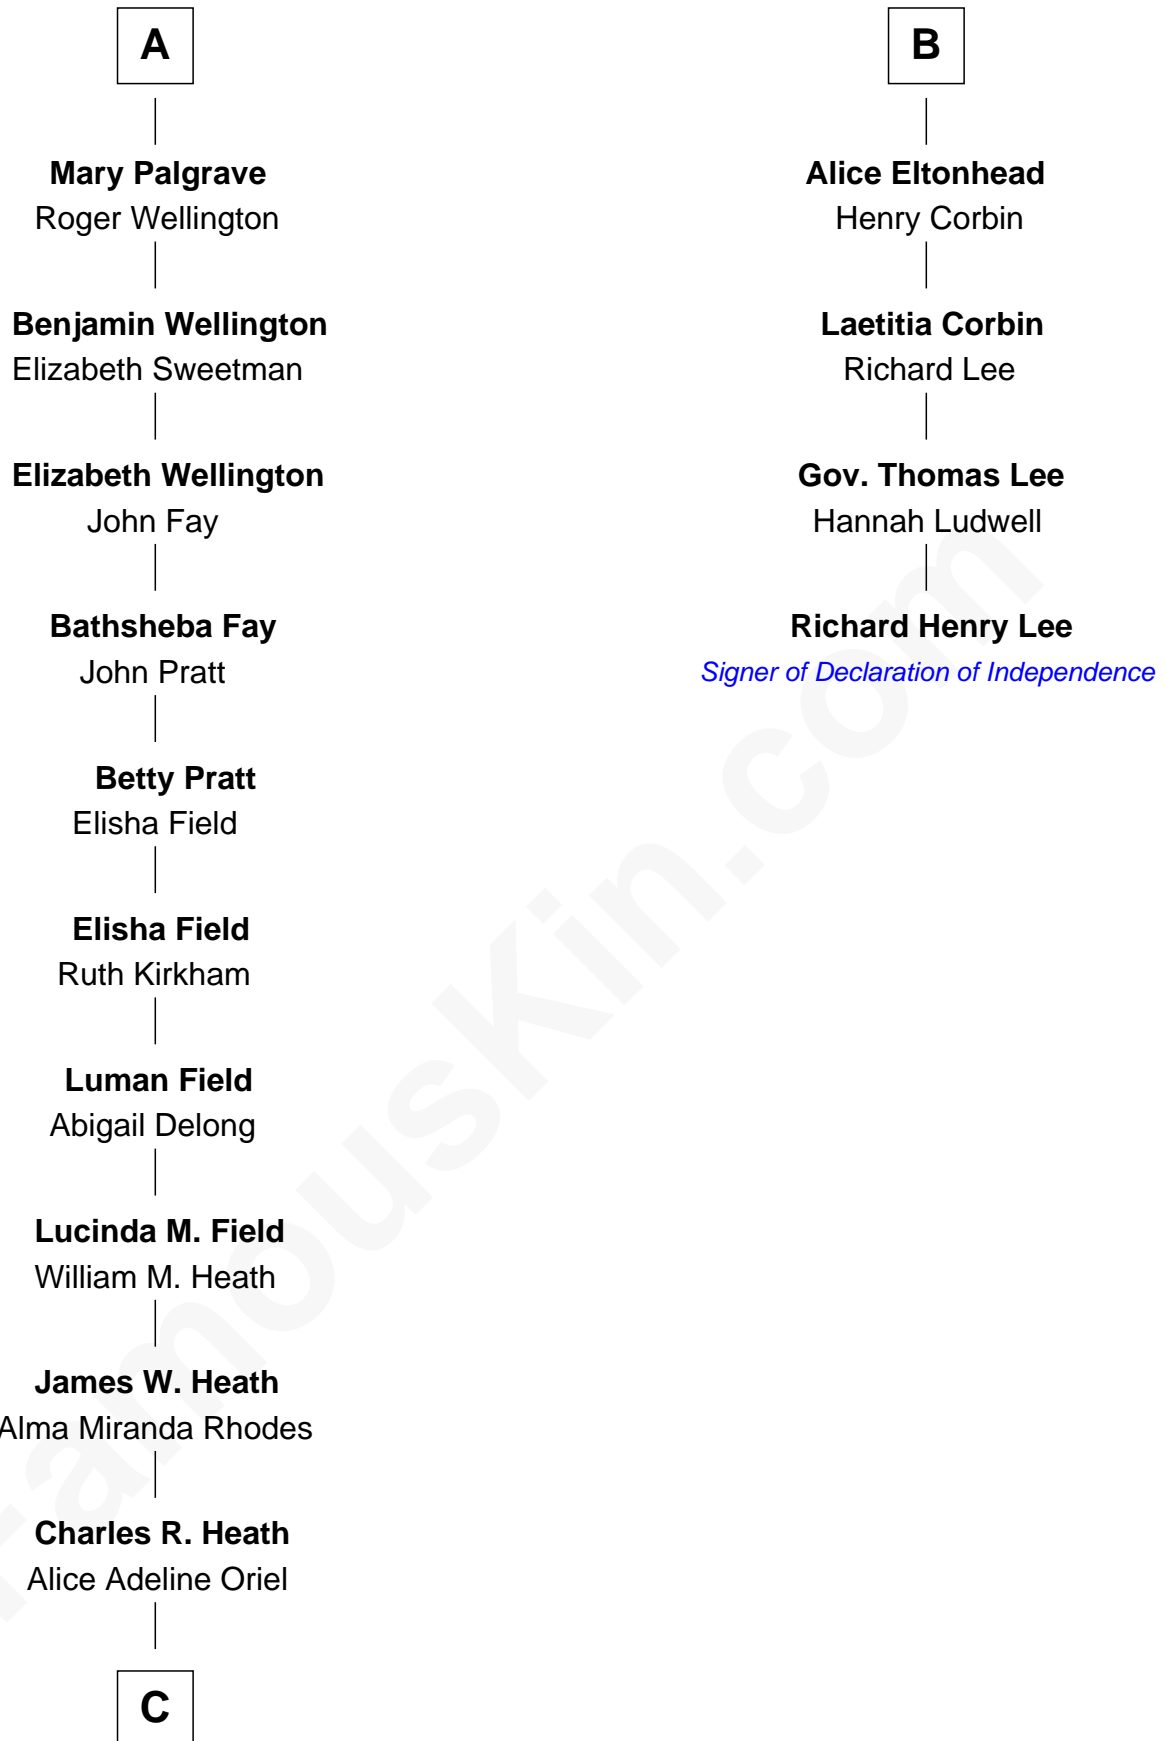 A
Mary Palgrave
Roger Wellington
Benjamin Wellington
Elizabeth Sweetman
Elizabeth Wellington
John Fay
Bathsheba Fay
John Pratt
Betty Pratt
Elisha Field
Elisha Field
Ruth Kirkham
Luman Field
Abigail Delong
Lucinda M. Field
William M. Heath
James W. Heath
Alma Miranda Rhodes
Charles R. Heath
Alice Adeline Oriel
C
B
Alice Eltonhead
Henry Corbin
Laetitia Corbin
Richard Lee
Gov. Thomas Lee
Hannah Ludwell
Richard Henry Lee
Signer of Declaration of Independence
FamousKin.com